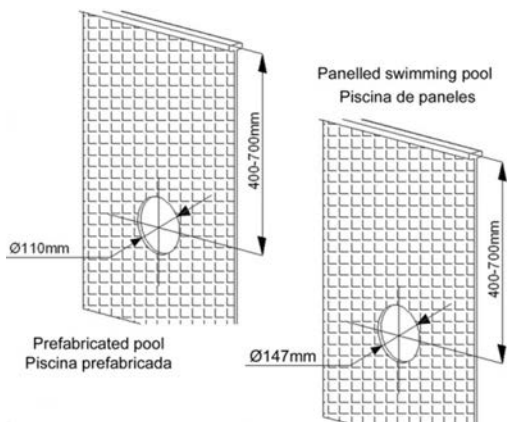 400-700mm
Ø110mm
Prefabricated pool
Piscina prefabricada
Panelled swimming pool
Piscina de paneles
400-700mm
Ø147mm